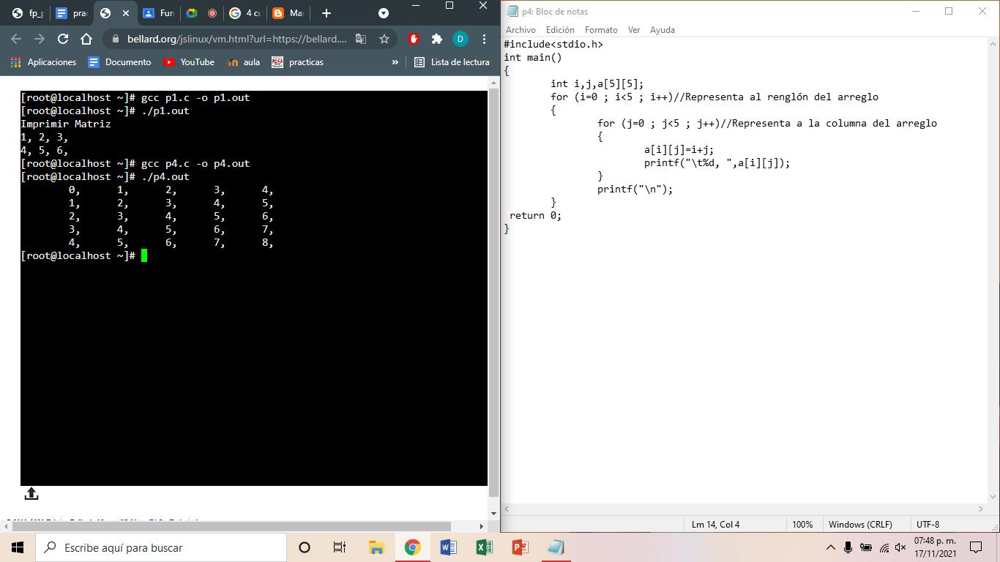 fp_p
prac
Fun
4 cu
Mar
bellard.org/jslinux/vm.html?url=https://bellard....
D
Aplicaciones
Documento
YouTube
aula
practicas
»
Lista de lectura
[root@localhost ~]# gcc p1.c -o p1.out
[root@localhost ~]# ./p1.out
Imprimir Matriz
1, 2, 3,
4, 5, 6,
[root@localhost ~]# gcc p4.c -o p4.out
[root@localhost ~]# ./p4.out
0, 1, 2, 3, 4,
1, 2, 3, 4, 5,
2, 3, 4, 5, 6,
3, 4, 5, 6, 7,
4, 5, 6, 7, 8,
[root@localhost ~]#
p4: Bloc de notas
Archivo Edición Formato Ver Ayuda
#include<stdio.h>
int main()
{
int i,j,a[5][5];
for (i=0 ; i<5 ; i++)//Representa al renglón del arreglo
{
for (j=0 ; j<5 ; j++)//Representa a la columna del arreglo
{
a[i][j]=i+j;
printf("\t%d, ",a[i][j]);
}
printf("\n");
}
return 0;
}
Lm 14, Col 4
100%
Windows (CRLF)
UTF-8
Escribe aquí para buscar
07:48 p. m.
17/11/2021